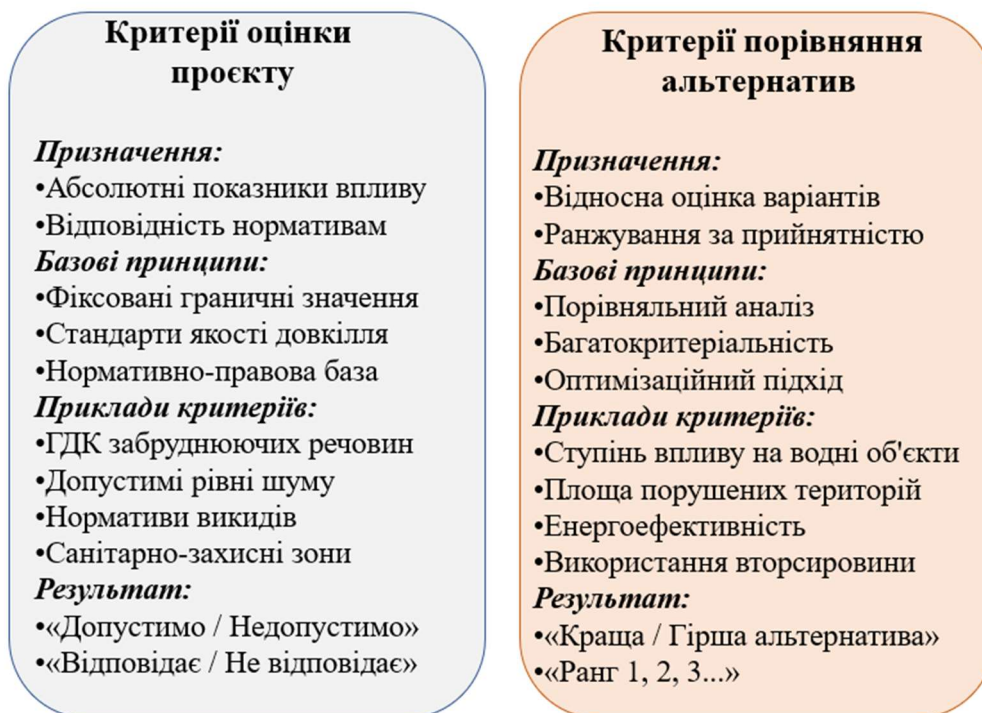 Критерії оцінки
проєкту
Призначення:
•Абсолютні показники впливу
•Відповідність нормативам
Базові принципи:
•Фіксовані граничні значення
•Стандарти якості довкілля
•Нормативно-правова база
Приклади критеріїв:
•ГДК забруднюючих речовин
•Допустимі рівні шуму
•Нормативи викидів
•Санітарно-захисні зони
Результат:
•«Допустимо / Недопустимо»
•«Відповідає / Не відповідає»
Критерії порівняння
альтернатив
Призначення:
•Відносна оцінка варіантів
•Ранжування за прийнятністю
Базові принципи:
•Порівняльний аналіз
•Багатокритеріальність
•Оптимізаційний підхід
Приклади критеріїв:
•Ступінь впливу на водні об'єкти
•Площа порушених територій
•Енергоефективність
•Використання вторсировини
Результат:
•«Краща / Гірша альтернатива»
•«Ранг 1, 2, 3...»